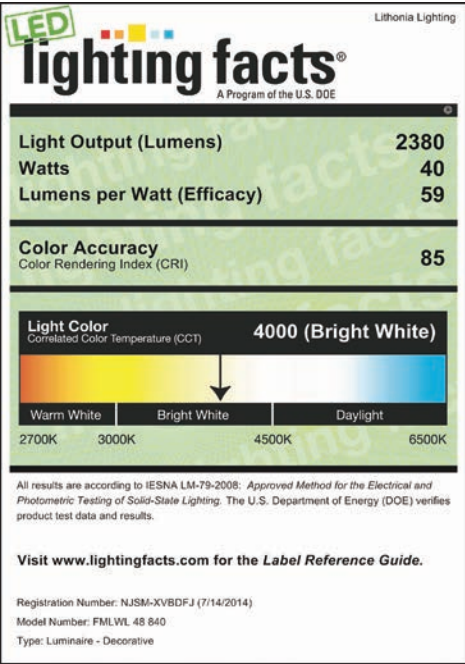 Lithonia Lighting
LED
lighting facts®
A Program of the U.S. DOE
Light Output (Lumens) 2380
Watts 40
Lumens per Watt (Efficacy) 59
Color Accuracy
Color Rendering Index (CRI) 85
Light Color
Correlated Color Temperature (CCT) 4000 (Bright White)
Warm White Bright White Daylight
2700K 3000K 4500K 6500K
All results are according to IESNA LM-79-2008: Approved Method for the Electrical and
Photometric Testing of Solid-State Lighting. The U.S. Department of Energy (DOE) verifies
product test data and results.
Visit www.lightingfacts.com for the Label Reference Guide.
Registration Number: NJSM-XVBDFJ (7/14/2014)
Model Number: FMLWL 48 840
Type: Luminaire - Decorative